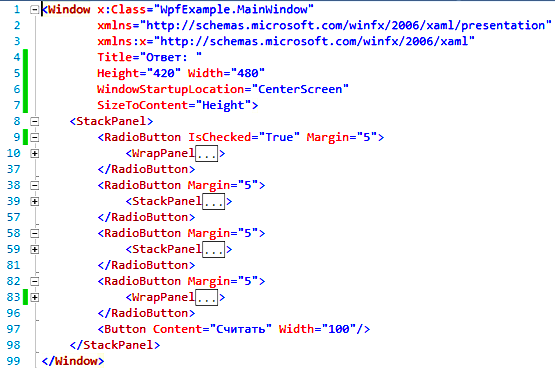 1 <Window x:Class="WpfExample.MainWindow"
2 xmlns="http://schemas.microsoft.com/winfx/2006/xaml/presentation"
3 xmlns:x="http://schemas.microsoft.com/winfx/2006/xaml"
4 Title="Ответ: "
5 Height="420" Width="480"
6 WindowStartupLocation="CenterScreen"
7 SizeToContent="Height">
8 <StackPanel>
9 <RadioButton IsChecked="True" Margin="5">
10 <WrapPanel...>
37 </RadioButton>
38 <RadioButton Margin="5">
39 <StackPanel...>
57 </RadioButton>
58 <RadioButton Margin="5">
59 <StackPanel...>
81 </RadioButton>
82 <RadioButton Margin="5">
83 <WrapPanel...>
96 </RadioButton>
97 <Button Content="Считать" Width="100"/>
98 </StackPanel>
99 </Window>